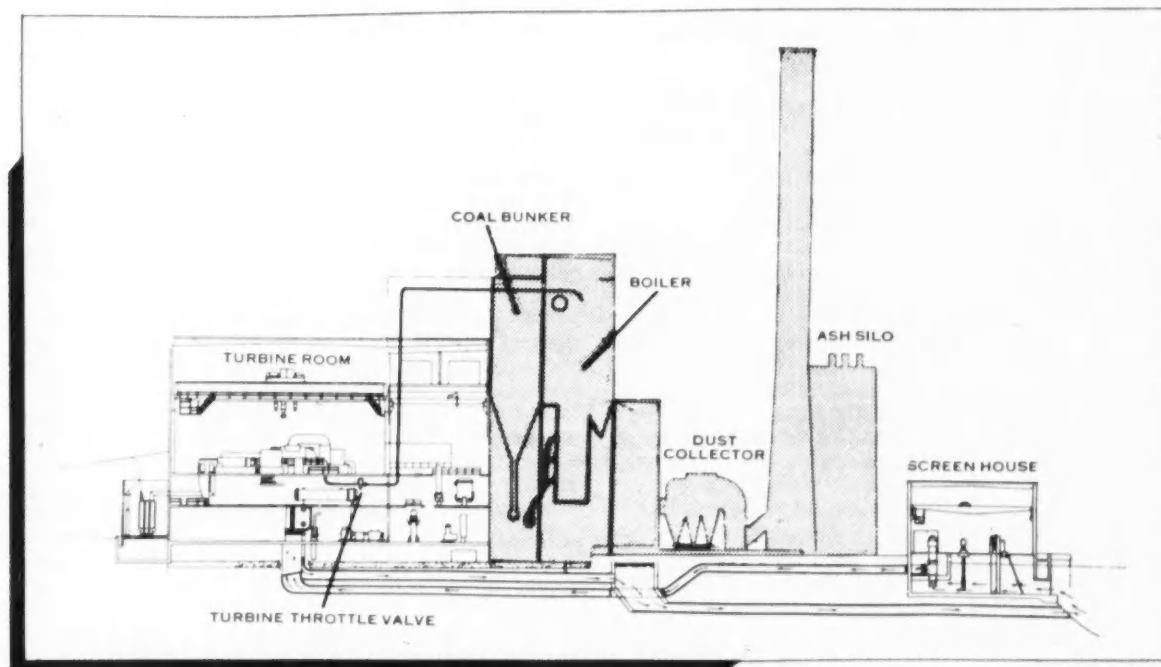 COAL BUNKER
BOILER
ASH SILO
TURBINE ROOM
DUST
COLLECTOR
SCREEN HOUSE
TURBINE THROTTLE VALVE